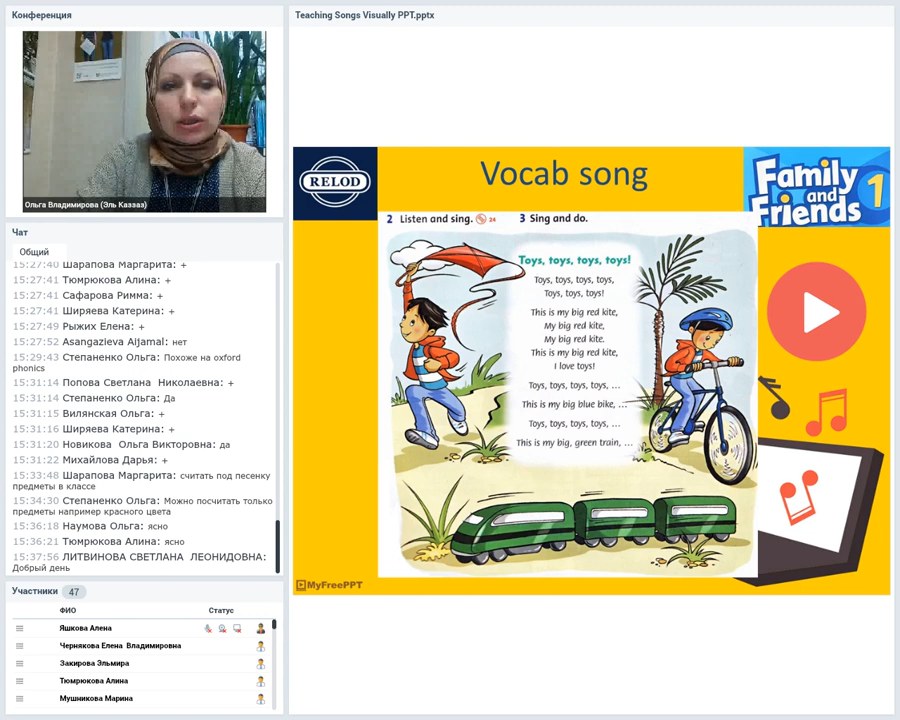 Конференция
Ольга Владимирова (Эль Каззаз)
Чат
Общий
15:27:40 Шарапова Маргарита: +
15:27:41 Тюмрюкова Алина: +
15:27:41 Сафарова Римма: +
15:27:41 Ширяева Катерина: +
15:27:49 Рыжих Елена: +
15:27:52 Asangazieva Aijamal: нет
15:29:43 Степаненко Ольга: Похоже на oxford
phonics
15:31:14 Попова Светлана Николаевна: +
15:31:14 Степаненко Ольга: Да
15:31:15 Вилянская Ольга: +
15:31:16 Ширяева Катерина: +
15:31:20 Новикова Ольга Викторовна: да
15:31:22 Михайлова Дарья: +
15:33:48 Шарапова Маргарита: считать под песенку
предметы в классе
15:34:30 Степаненко Ольга: Можно посчитать только
предметы например красного цвета
15:36:18 Наумова Ольга: ясно
15:36:21 Тюмрюкова Алина: ясно
15:37:56 ЛИТВИНОВА СВЕТЛАНА ЛЕОНИДОВНА:
Добрый день
Участники 47
ФИО Статус
Яшкова Алена
Чернякова Елена Владимировна
Закирова Эльмира
Тюмрюкова Алина
Мушникова Марина
Teaching Songs Visually PPT.pptx
RELOD
Vocab song
Family
and
Friends 1
2 Listen and sing. 24 3 Sing and do.
Toys, toys, toys, toys!
Toys, toys, toys, toys,
Toys, toys, toys!
This is my big red kite,
My big red kite,
My big red kite.
This is my big red kite,
I love toys!
Toys, toys, toys, toys, ...
This is my big blue bike, ...
Toys, toys, toys, toys, ...
This is my big, green train, ...
MyFreePPT